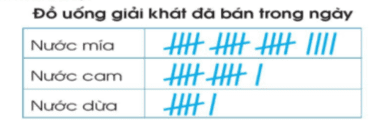 Đồ uống giải khát đã bán trong ngày
Nước mía
Nước cam
Nước dừa